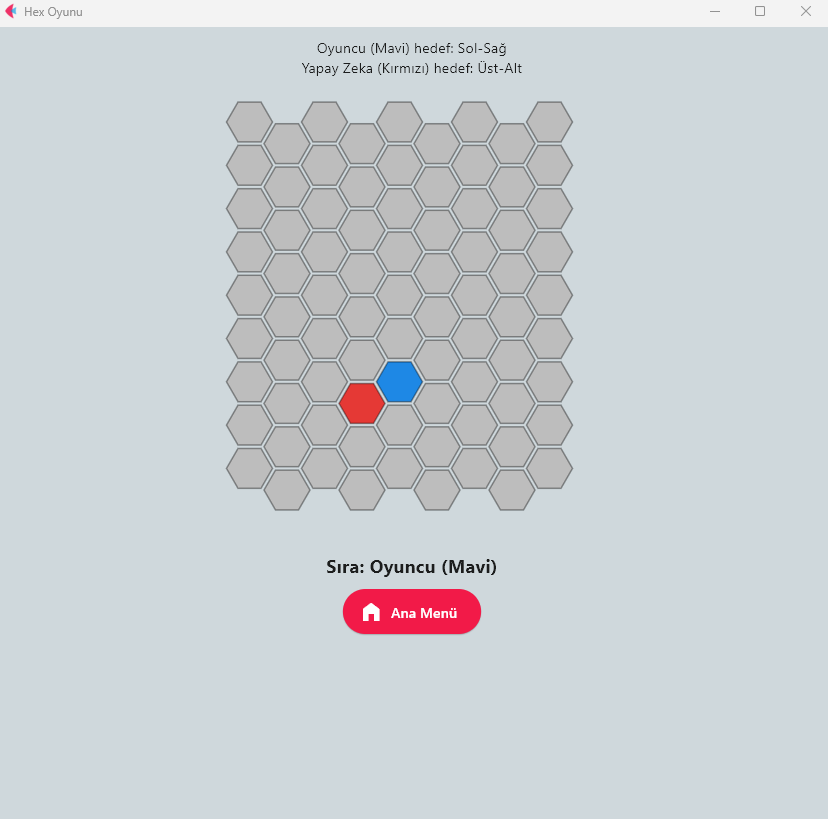 Hex Oyunu
Oyuncu (Mavi) hedef: Sol-Sağ
Yapay Zeka (Kırmızı) hedef: Üst-Alt
Sıra: Oyuncu (Mavi)
Ana Menü